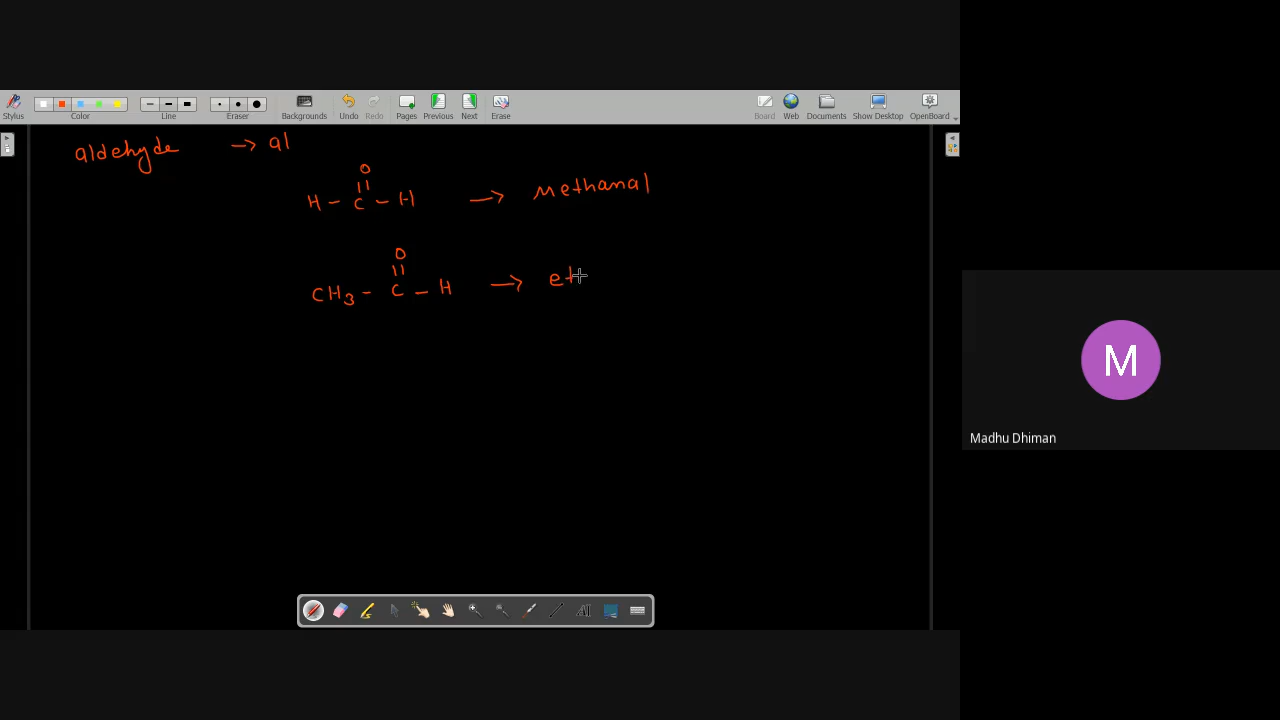 Stylus Color Line Eraser Backgrounds Undo Redo Pages Previous Next Erase Board Web Documents Show Desktop OpenBoard
aldehyde → al
O
H - C - H → Methanal
O
CH3 - C - H → et
M
Madhu Dhiman
AI